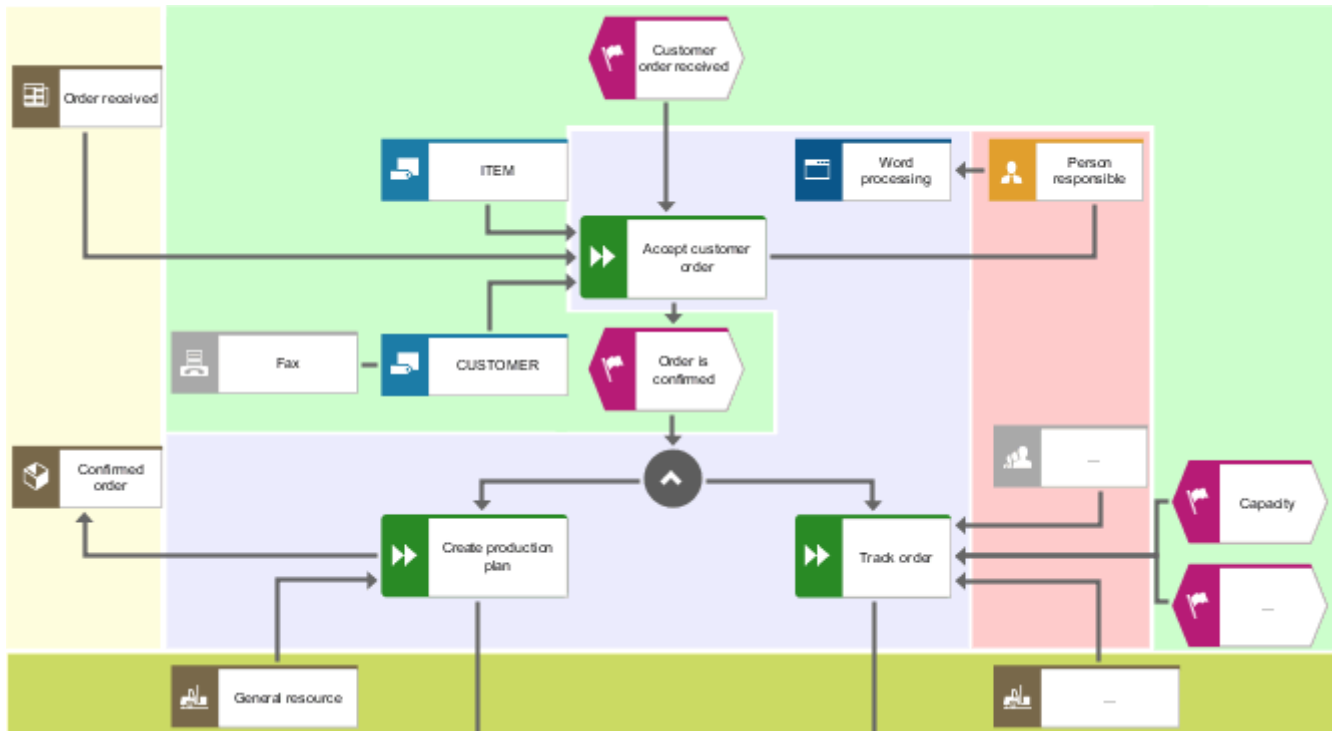 Customer
order received
Order received
ITEM
Word
processing
Person
responsible
Accept customer
order
Fax
CUSTOMER
Order is
confirmed
Confirmed
order
...
Capacity
Create production
plan
Track order
...
General resource
...